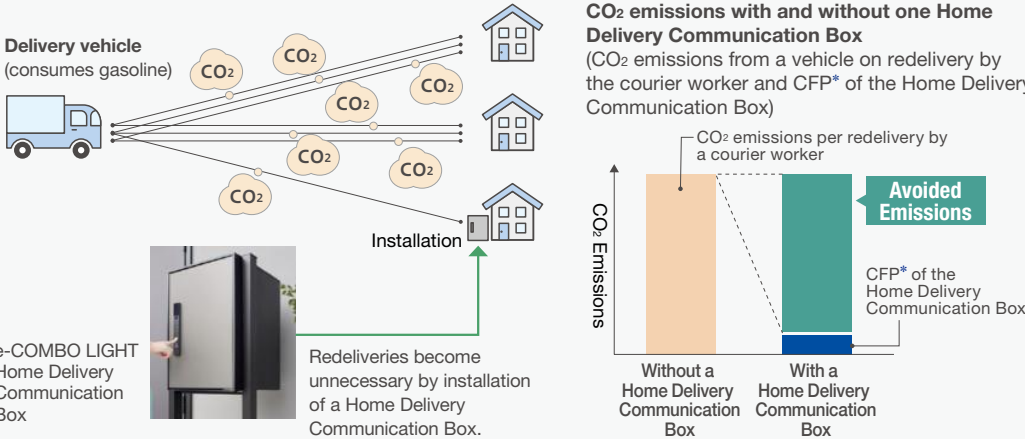 Delivery vehicle
(consumes gasoline)
CO2
CO2
CO2
CO2
CO2
CO2
CO2
Installation
e-COMBO LIGHT
Home Delivery
Communication
Box
Redeliveries become
unnecessary by installation
of a Home Delivery
Communication Box.
CO2 emissions with and without one Home
Delivery Communication Box
(CO2 emissions from a vehicle on redelivery by
the courier worker and CFP* of the Home Delivery
Communication Box)
CO2 emissions per redelivery by
a courier worker
CO2 Emissions
Avoided
Emissions
CFP* of the
Home Delivery
Communication Box
Without a
Home Delivery
Communication
Box
With a
Home Delivery
Communication
Box